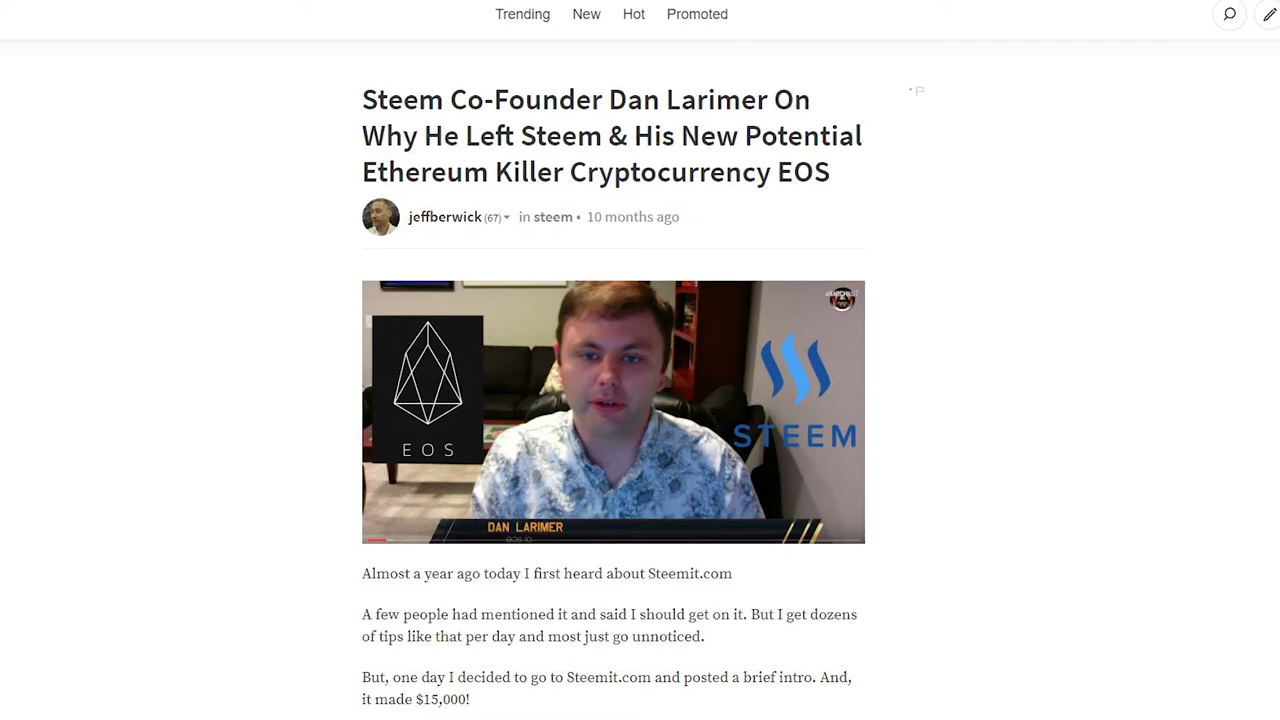 Trending New Hot Promoted
Steem Co-Founder Dan Larimer On
Why He Left Steem & His New Potential
Ethereum Killer Cryptocurrency EOS
jeffberwick (67) in steem • 10 months ago
EOS
STEEM
DAN LARIMER
EOS.IO
Almost a year ago today I first heard about Steemit.com
A few people had mentioned it and said I should get on it. But I get dozens
of tips like that per day and most just go unnoticed.
But, one day I decided to go to Steemit.com and posted a brief intro. And,
it made $15,000!